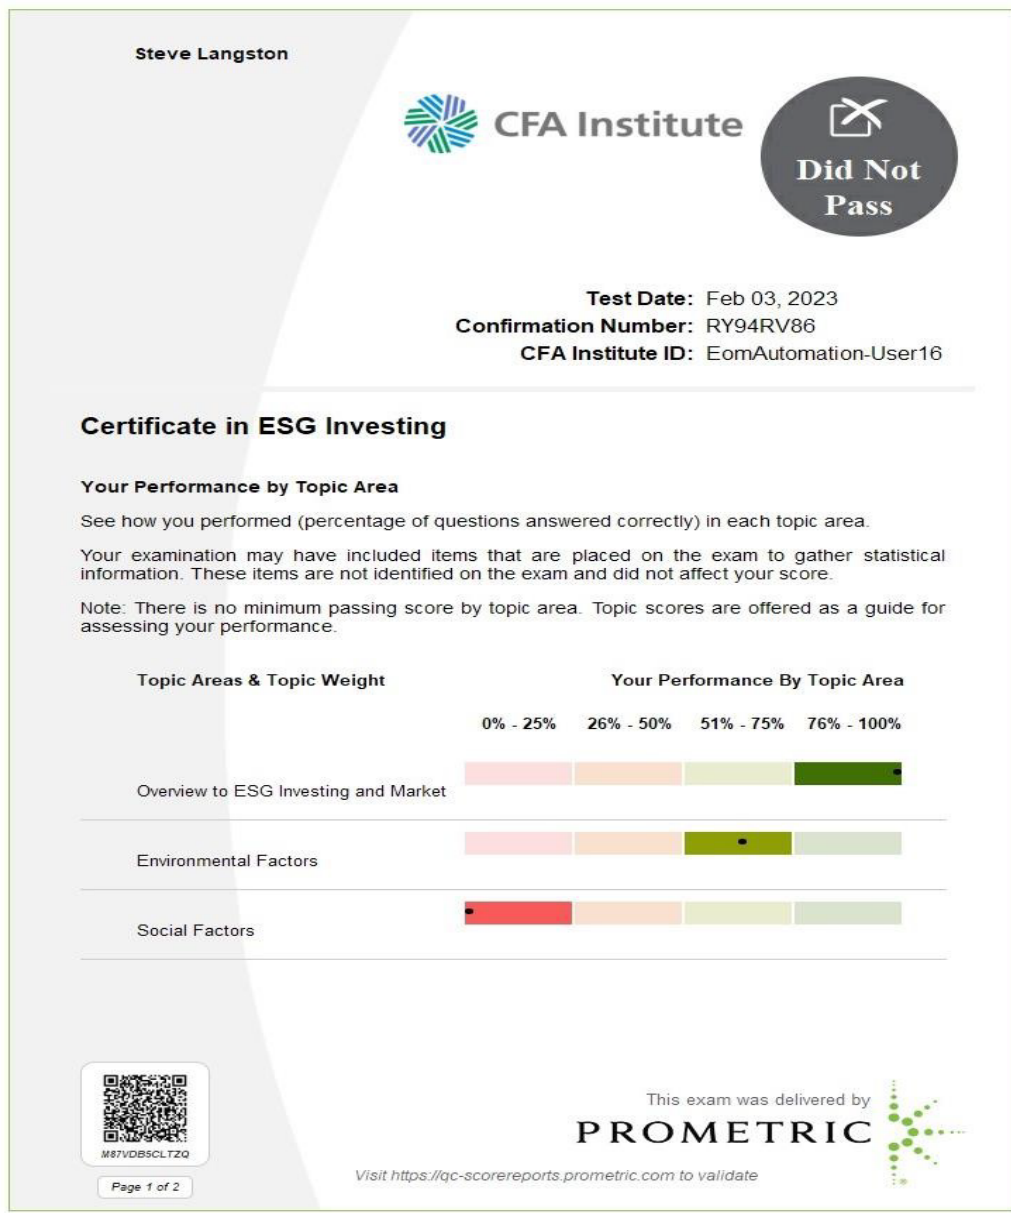 Steve Langston
CFA Institute
Did Not
Pass
Test Date: Feb 03, 2023
Confirmation Number: RY94RV86
CFA Institute ID: EomAutomation-User16
Certificate in ESG Investing
Your Performance by Topic Area
See how you performed (percentage of questions answered correctly) in each topic area.
Your examination may have included items that are placed on the exam to gather statistical
information. These items are not identified on the exam and did not affect your score.
Note: There is no minimum passing score by topic area. Topic scores are offered as a guide for
assessing your performance.
Topic Areas & Topic Weight Your Performance By Topic Area
0% - 25% 26% - 50% 51% - 75% 76% - 100%
Overview to ESG Investing and Market
Environmental Factors
Social Factors
M87VDB5CLTZQ
Page 1 of 2
This exam was delivered by
PROMETRIC
®
Visit https://qc-scorereports.prometric.com to validate